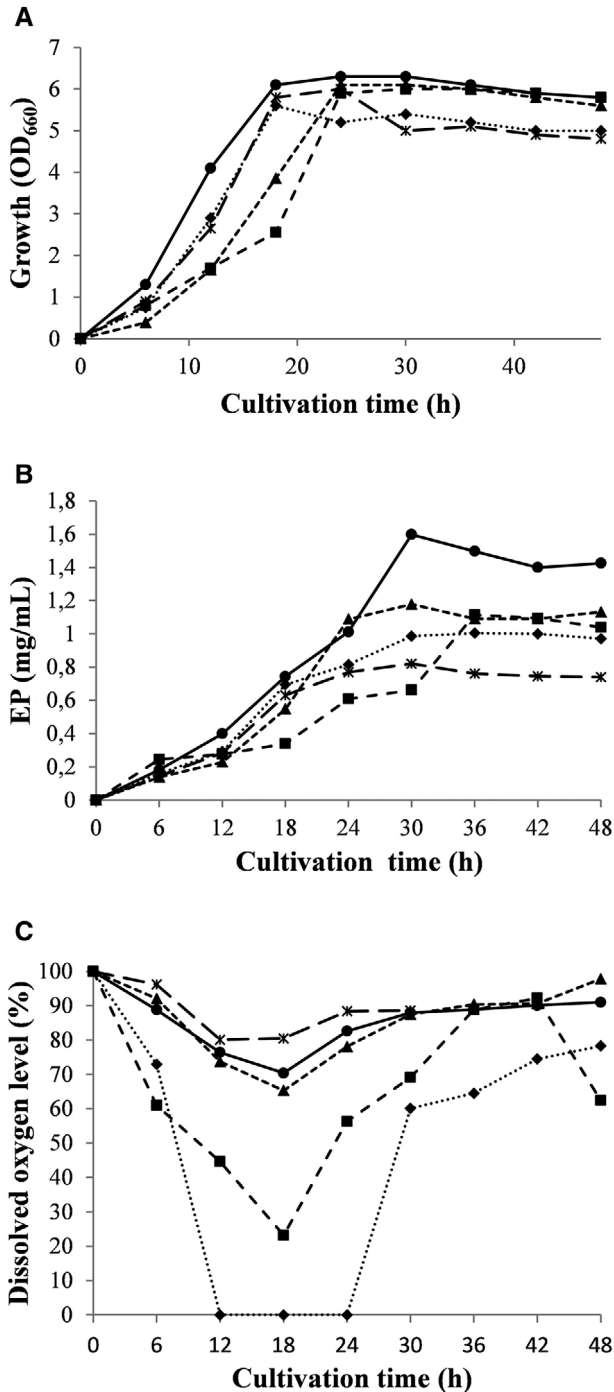 A
Growth (OD660)
7
6
5
4
3
2
1
0
0 10 20 30 40
Cultivation time (h)
B
EP (mg/mL)
1,8
1,6
1,4
1,2
1
0,8
0,6
0,4
0,2
0
0 6 12 18 24 30 36 42 48
Cultivation time (h)
C
Dissolved oxygen level (%)
100
90
80
70
60
50
40
30
20
10
0
0 6 12 18 24 30 36 42 48
Cultivation time (h)